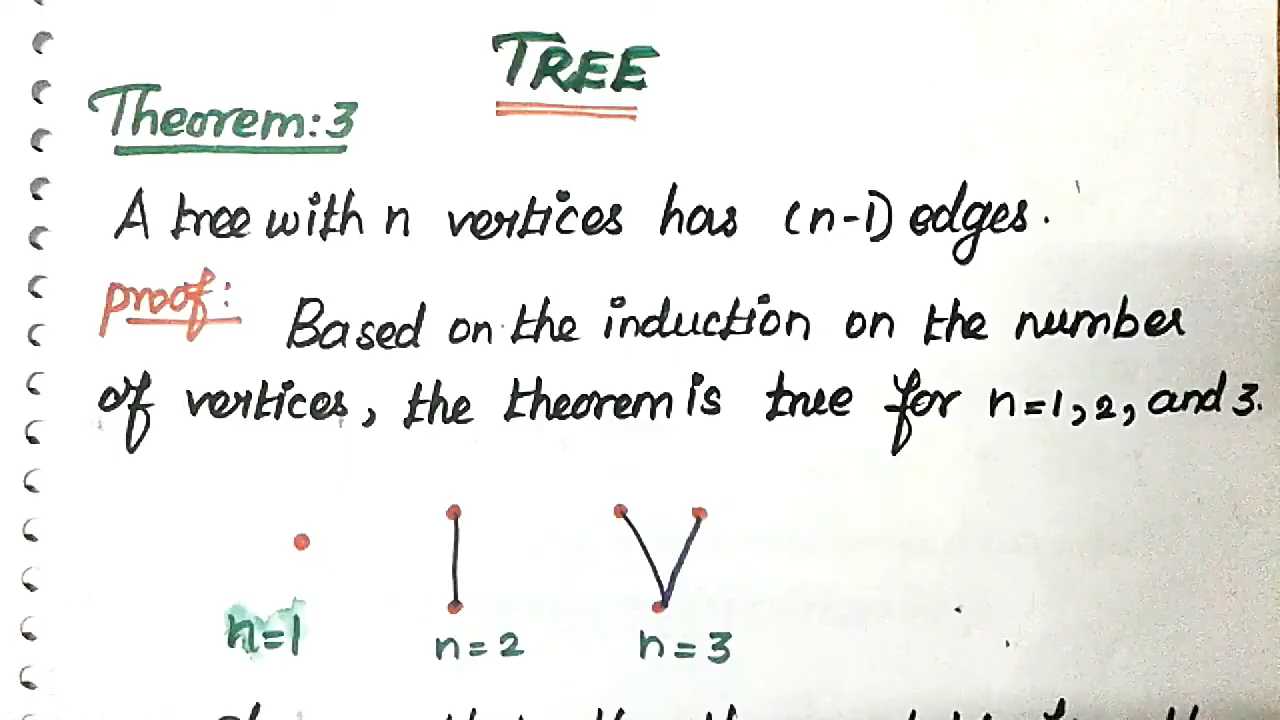 TREE
Theorem:3
A tree with n vertices has (n-1) edges.
proof: Based on the induction on the number
of vertices, the theorem is true for n=1,2, and 3.
n=1 n=2 n=3